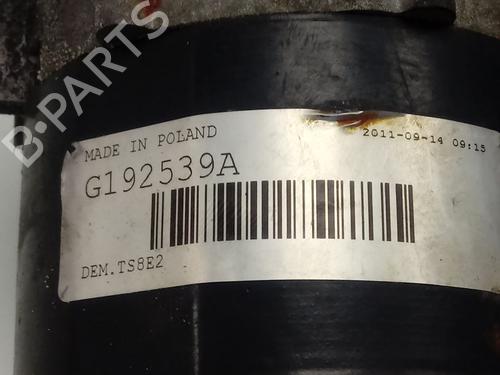 B-PARTS
MADE IN POLAND
2011-09-14 09:15
G192539A
DEM.TS8E2